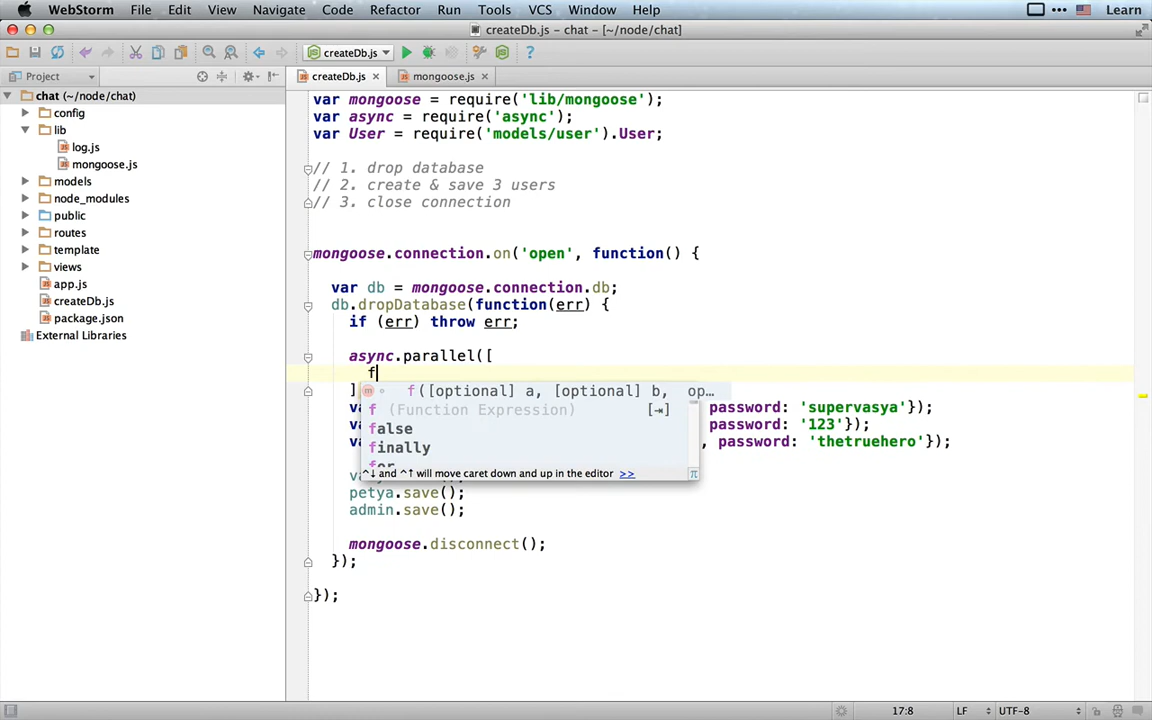 WebStorm File Edit View Navigate Code Refactor Run Tools VCS Window Help Learn
createDb.js – chat – [~/node/chat]
createDb.js
Project createDb.js mongoose.js
chat (~/node/chat)
config
lib
log.js
mongoose.js
models
node_modules
public
routes
template
views
app.js
createDb.js
package.json
External Libraries
var mongoose = require('lib/mongoose');
var async = require('async');
var User = require('models/user').User;
// 1. drop database
// 2. create & save 3 users
// 3. close connection
mongoose.connection.on('open', function() {
var db = mongoose.connection.db;
db.dropDatabase(function(err) {
if (err) throw err;
async.parallel([
f
]
f([optional] a, [optional] b, op…
f (Function Expression) [⇥]
false
finally
for
^↓ and ^↑ will move caret down and up in the editor >>
π
password: 'supervasya'});
password: '123'});
, password: 'thetruehero'});
petya.save();
admin.save();
mongoose.disconnect();
});
});
17:8 LF UTF-8